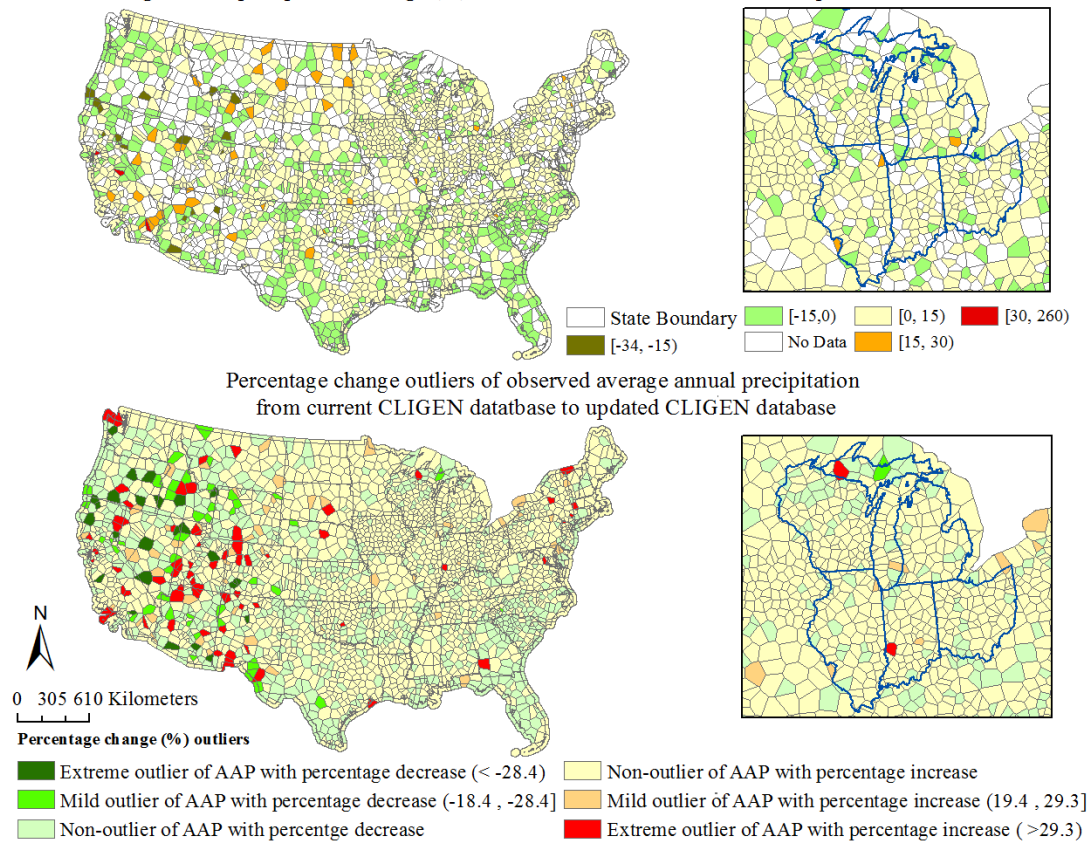 State Boundary
[-15,0)
[0, 15)
[30, 260)
[-34, -15)
No Data
[15, 30)
Percentage change outliers of observed average annual precipitation
from current CLIGEN datatbase to updated CLIGEN database
N
0 305 610 Kilometers
Percentage change (%) outliers
Extreme outlier of AAP with percentage decrease (< -28.4)
Non-outlier of AAP with percentage increase
Mild outlier of AAP with percentage decrease (-18.4 , -28.4]
Mild outlier of AAP with percentage increase (19.4 , 29.3]
Non-outlier of AAP with percentge decrease
Extreme outlier of AAP with percentage increase ( >29.3)